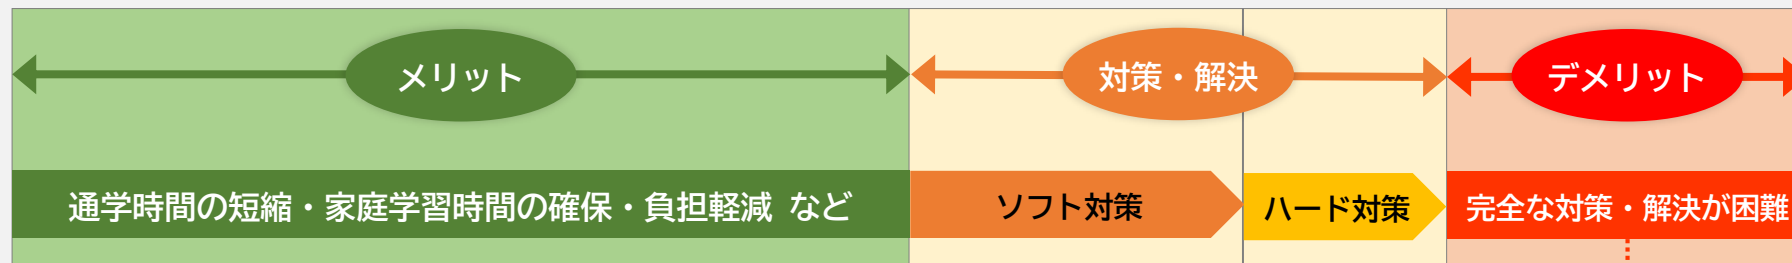 メリット
対策・解決
デメリット
通学時間の短縮・家庭学習時間の確保・負担軽減 など
ソフト対策
ハード対策
完全な対策・解決が困難